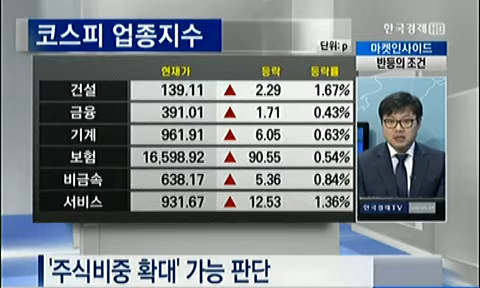 한국경제 HD
코스피 업종지수
단위: p
마켓인사이드
반등의 조건
현재가 등락 등락률
건설 139.11 ▲ 2.29 1.67%
금융 391.01 ▲ 1.71 0.43%
기계 961.91 ▲ 6.05 0.63%
보험 16,598.92 ▲ 90.55 0.54%
비금속 638.17 ▲ 5.36 0.84%
서비스 931.67 ▲ 12.53 1.36%
한국경제TV
'주식비중 확대' 가능 판단